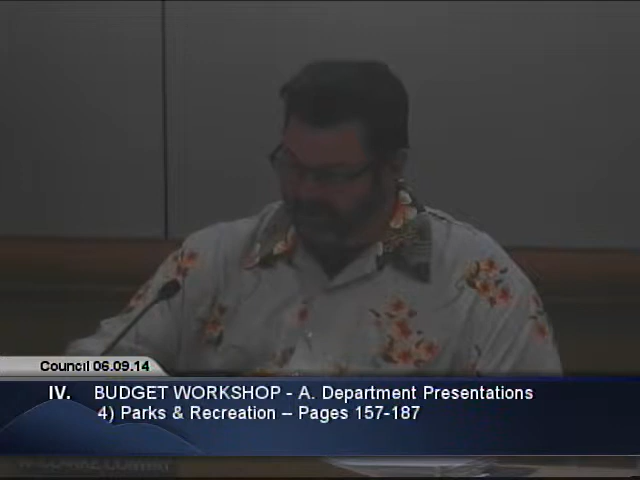 Council 06.09.14
IV. BUDGET WORKSHOP - A. Department Presentations
4) Parks & Recreation – Pages 157-187